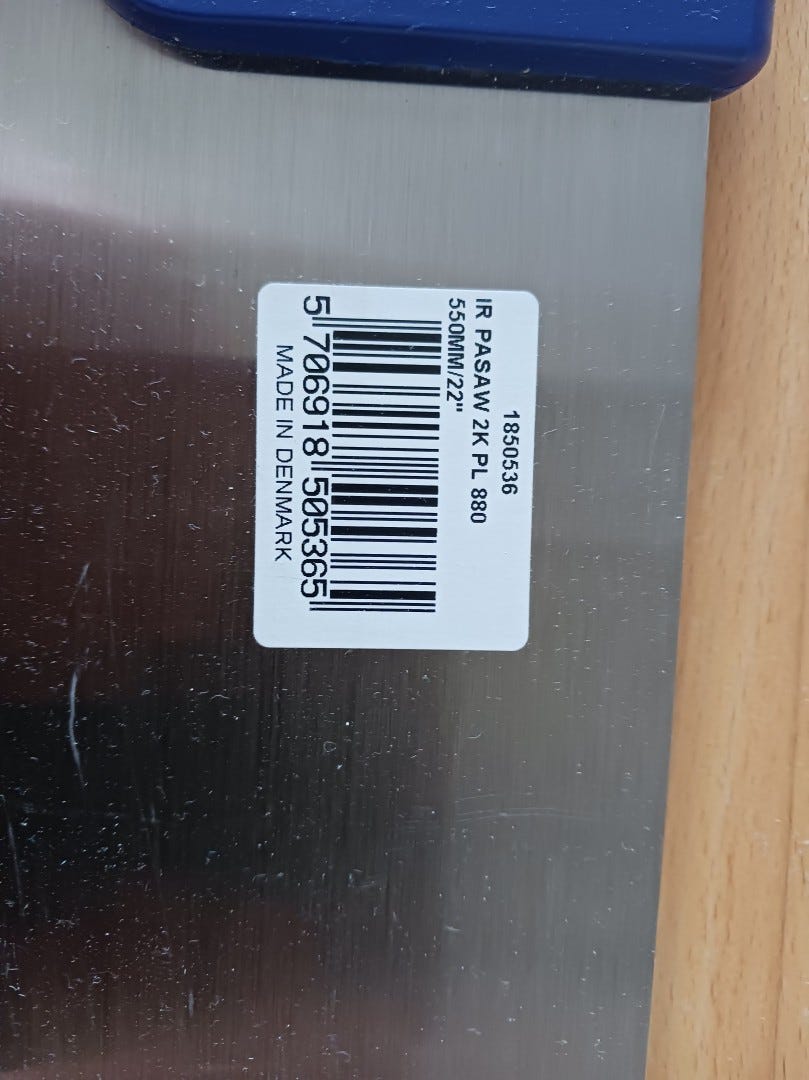 1850536
IR PASAW 2K PL 880
550MM/22"
5 706918 505365
MADE IN DENMARK